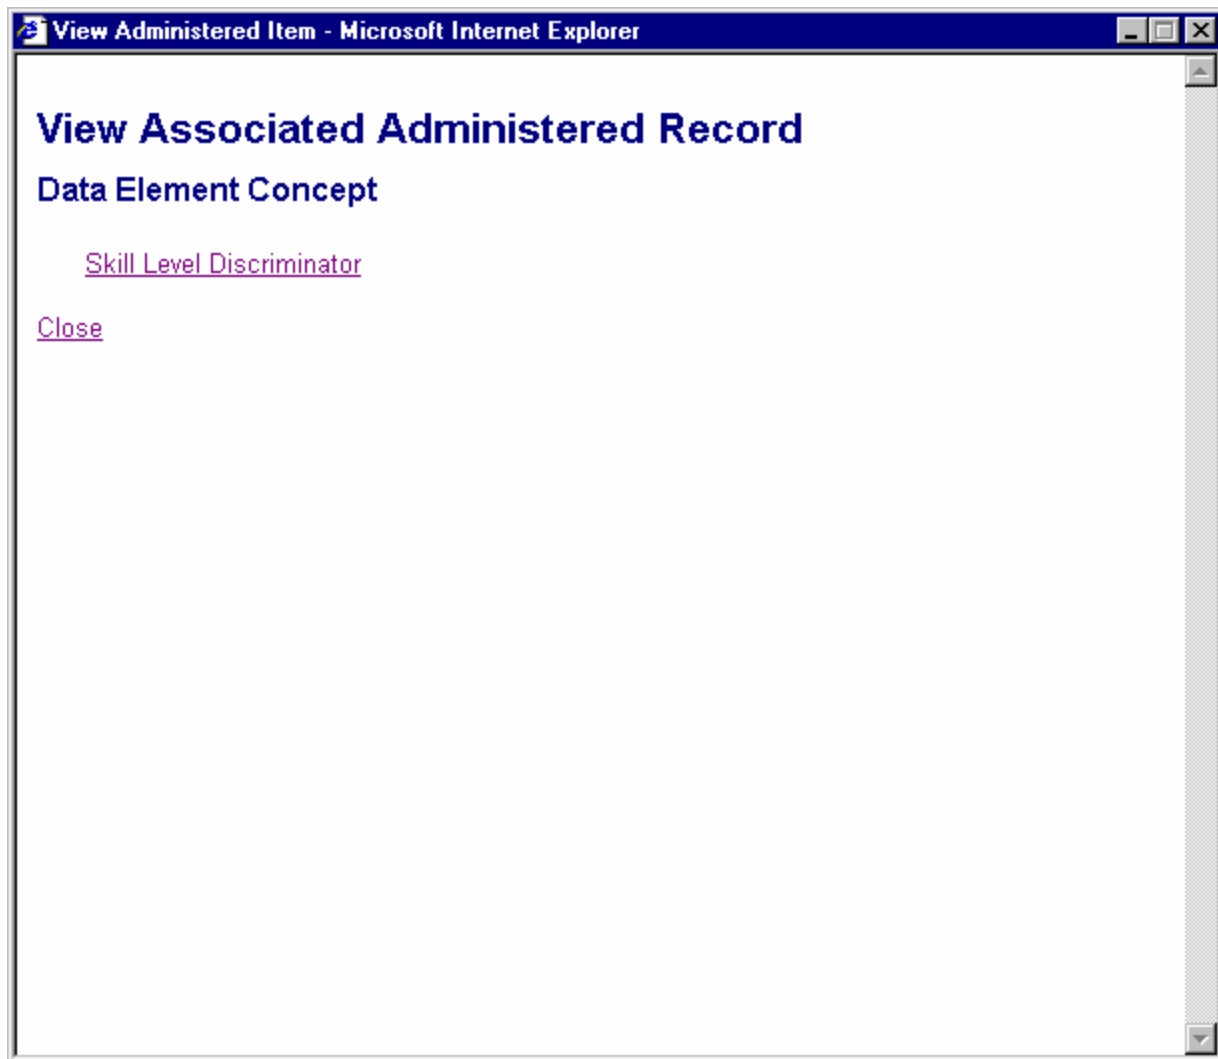 View Administered Item - Microsoft Internet Explorer
View Associated Administered Record
Data Element Concept
Skill Level Discriminator
Close